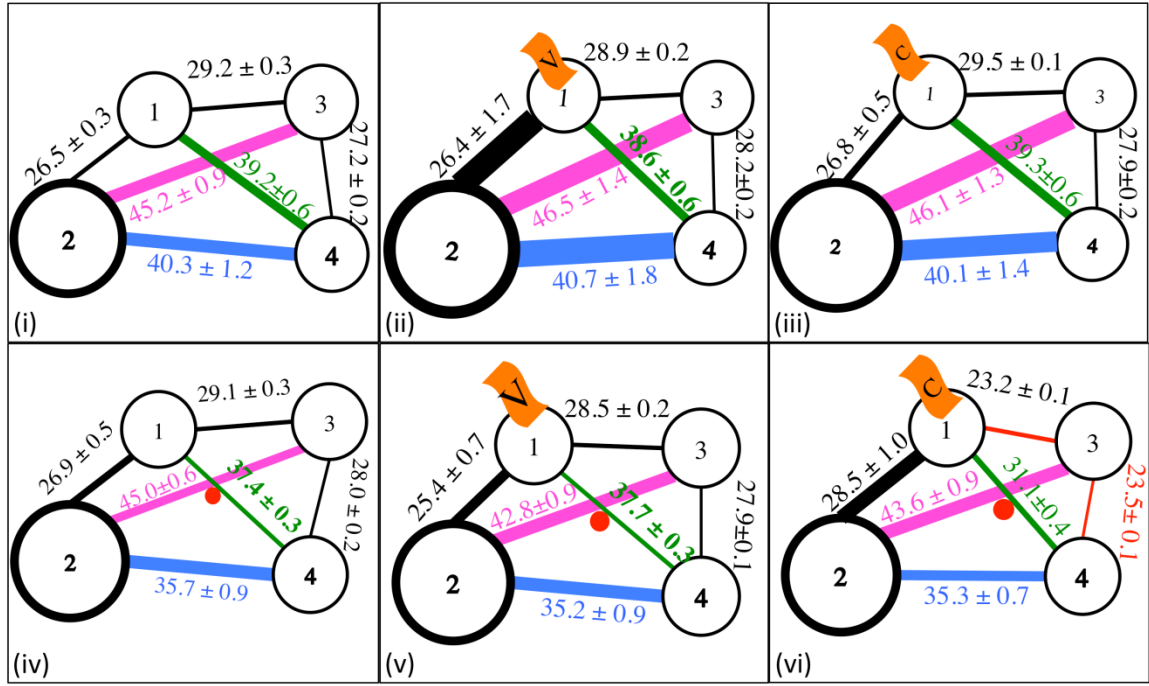 29.2 ± 0.3
1
3
26.5 ± 0.3
27.2 ± 0.2
39.2±0.6
45.2 ± 0.9
2
4
40.3 ± 1.2
(i)
V
28.9 ± 0.2
1
3
26.4 ± 1.7
38.6 ± 0.6
28.2±0.2
46.5 ± 1.4
2
4
40.7 ± 1.8
(ii)
C
29.5 ± 0.1
1
3
26.8 ± 0.5
27.9±0.2
39.3±0.6
46.1 ± 1.3
2
4
40.1 ± 1.4
(iii)
29.1 ± 0.3
1
3
26.9 ± 0.5
37.4 ± 0.3
28.0 ± 0.2
45.0±0.6
2
4
35.7 ± 0.9
(iv)
V
28.5 ± 0.2
1
3
25.4 ± 0.7
37.7 ± 0.3
27.9±0.1
42.8±0.9
2
4
35.2 ± 0.9
(v)
C
23.2 ± 0.1
1
3
28.5 ± 1.0
31.1±0.4
23.5± 0.1
43.6 ± 0.9
2
4
35.3 ± 0.7
(vi)